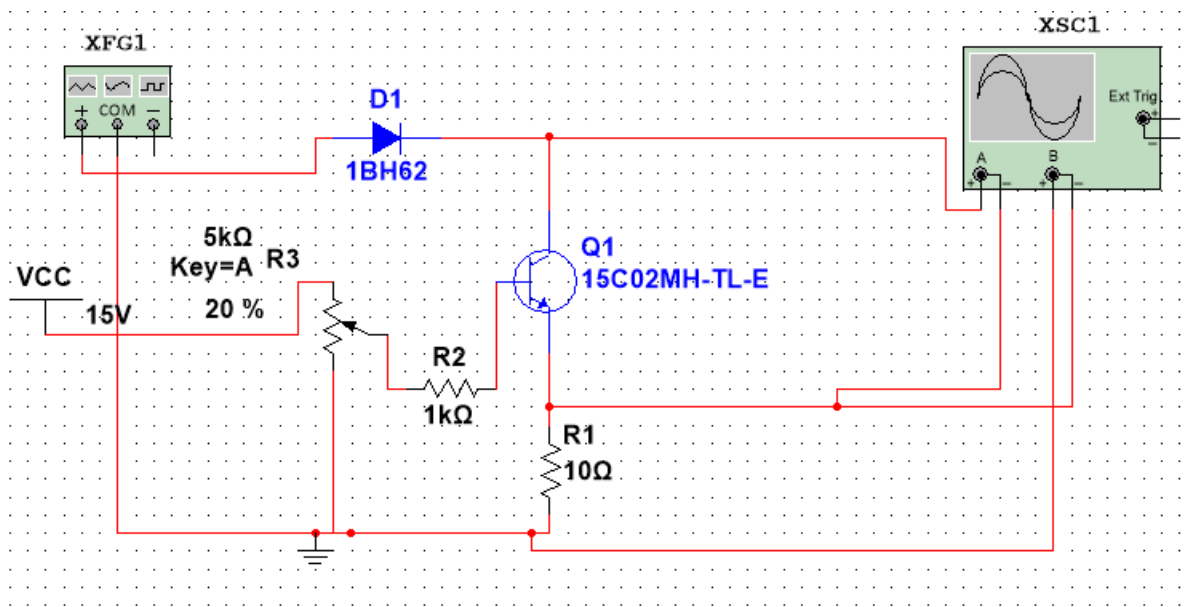 XSC1
XFG1
+ COM −
Ext Trig
+
−
A
B
+ −
+ −
D1
1BH62
5kΩ
Key=A
R3
20 %
VCC
15V
Q1
15C02MH-TL-E
R2
1kΩ
R1
10Ω